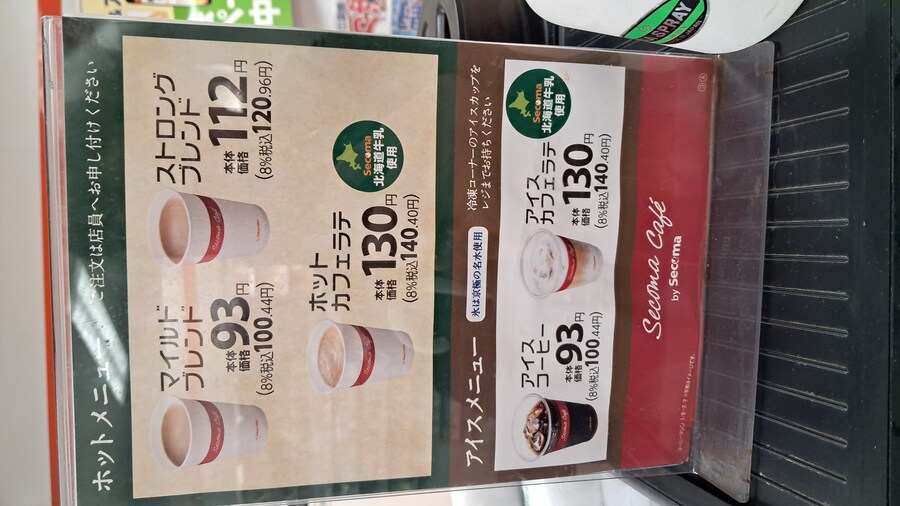 ホットメニュー
ご注文は店員へお申し付けください
マイルド
ブレンド
本体
価格
93円
(8%税込100.44円)
ストロング
ブレンド
本体
価格
112円
(8%税込120.96円)
ホット
カフェラテ
本体
価格
130円
(8%税込140.40円)
Secoma
北海道牛乳
使用
アイスメニュー
氷は京極の名水使用
冷凍コーナーのアイスカップを
レジまでお持ちください
アイス
コーヒー
本体
価格
93円
(8%税込100.44円)
アイス
カフェラテ
本体
価格
130円
(8%税込140.40円)
Secoma
北海道牛乳
使用
Secoma Café
by Secoma
SPRAY